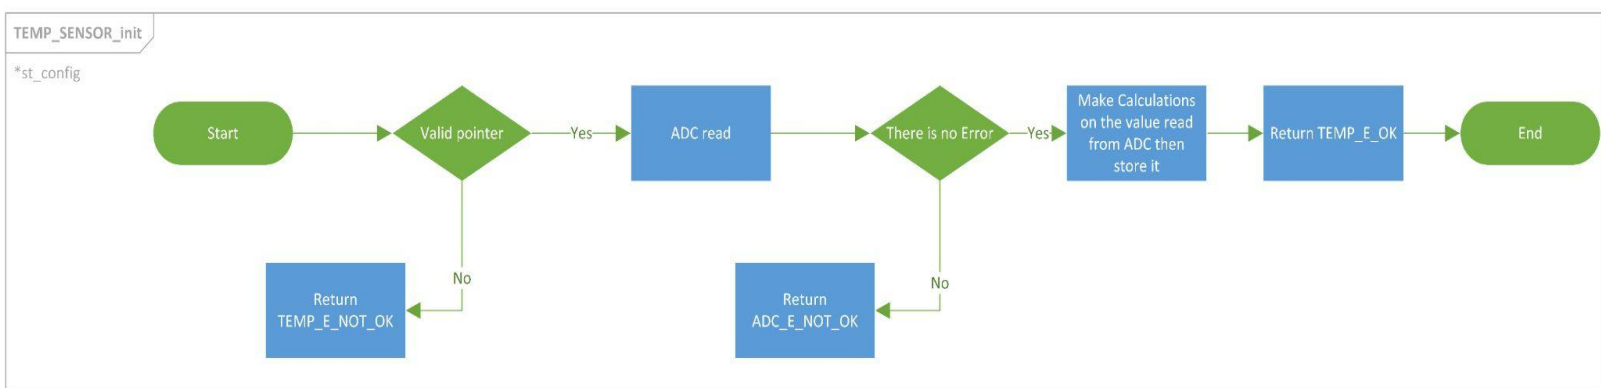 TEMP_SENSOR_init
*st_config
Start
Valid pointer
Yes
ADC read
There is no Error
Yes
Make Calculations
on the value read
from ADC then
store it
Return TEMP_E_OK
End
No
Return
TEMP_E_NOT_OK
No
Return
ADC_E_NOT_OK